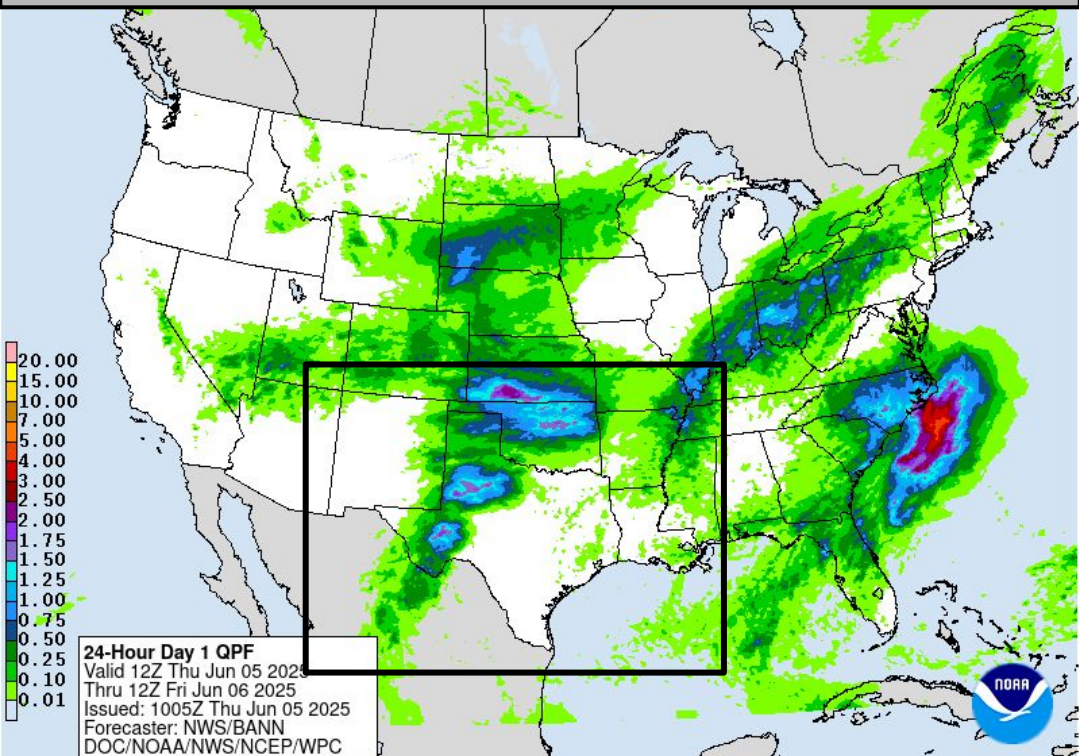 20.00
15.00
10.00
7.00
5.00
4.00
3.00
2.50
2.00
1.75
1.50
1.25
1.00
0.75
0.50
0.25
0.10
0.01
24-Hour Day 1 QPF
Valid 12Z Thu Jun 05 2025
Thru 12Z Fri Jun 06 2025
Issued: 1005Z Thu Jun 05 2025
Forecaster: NWS/BANN
DOC/NOAA/NWS/NCEP/WPC
NOAA